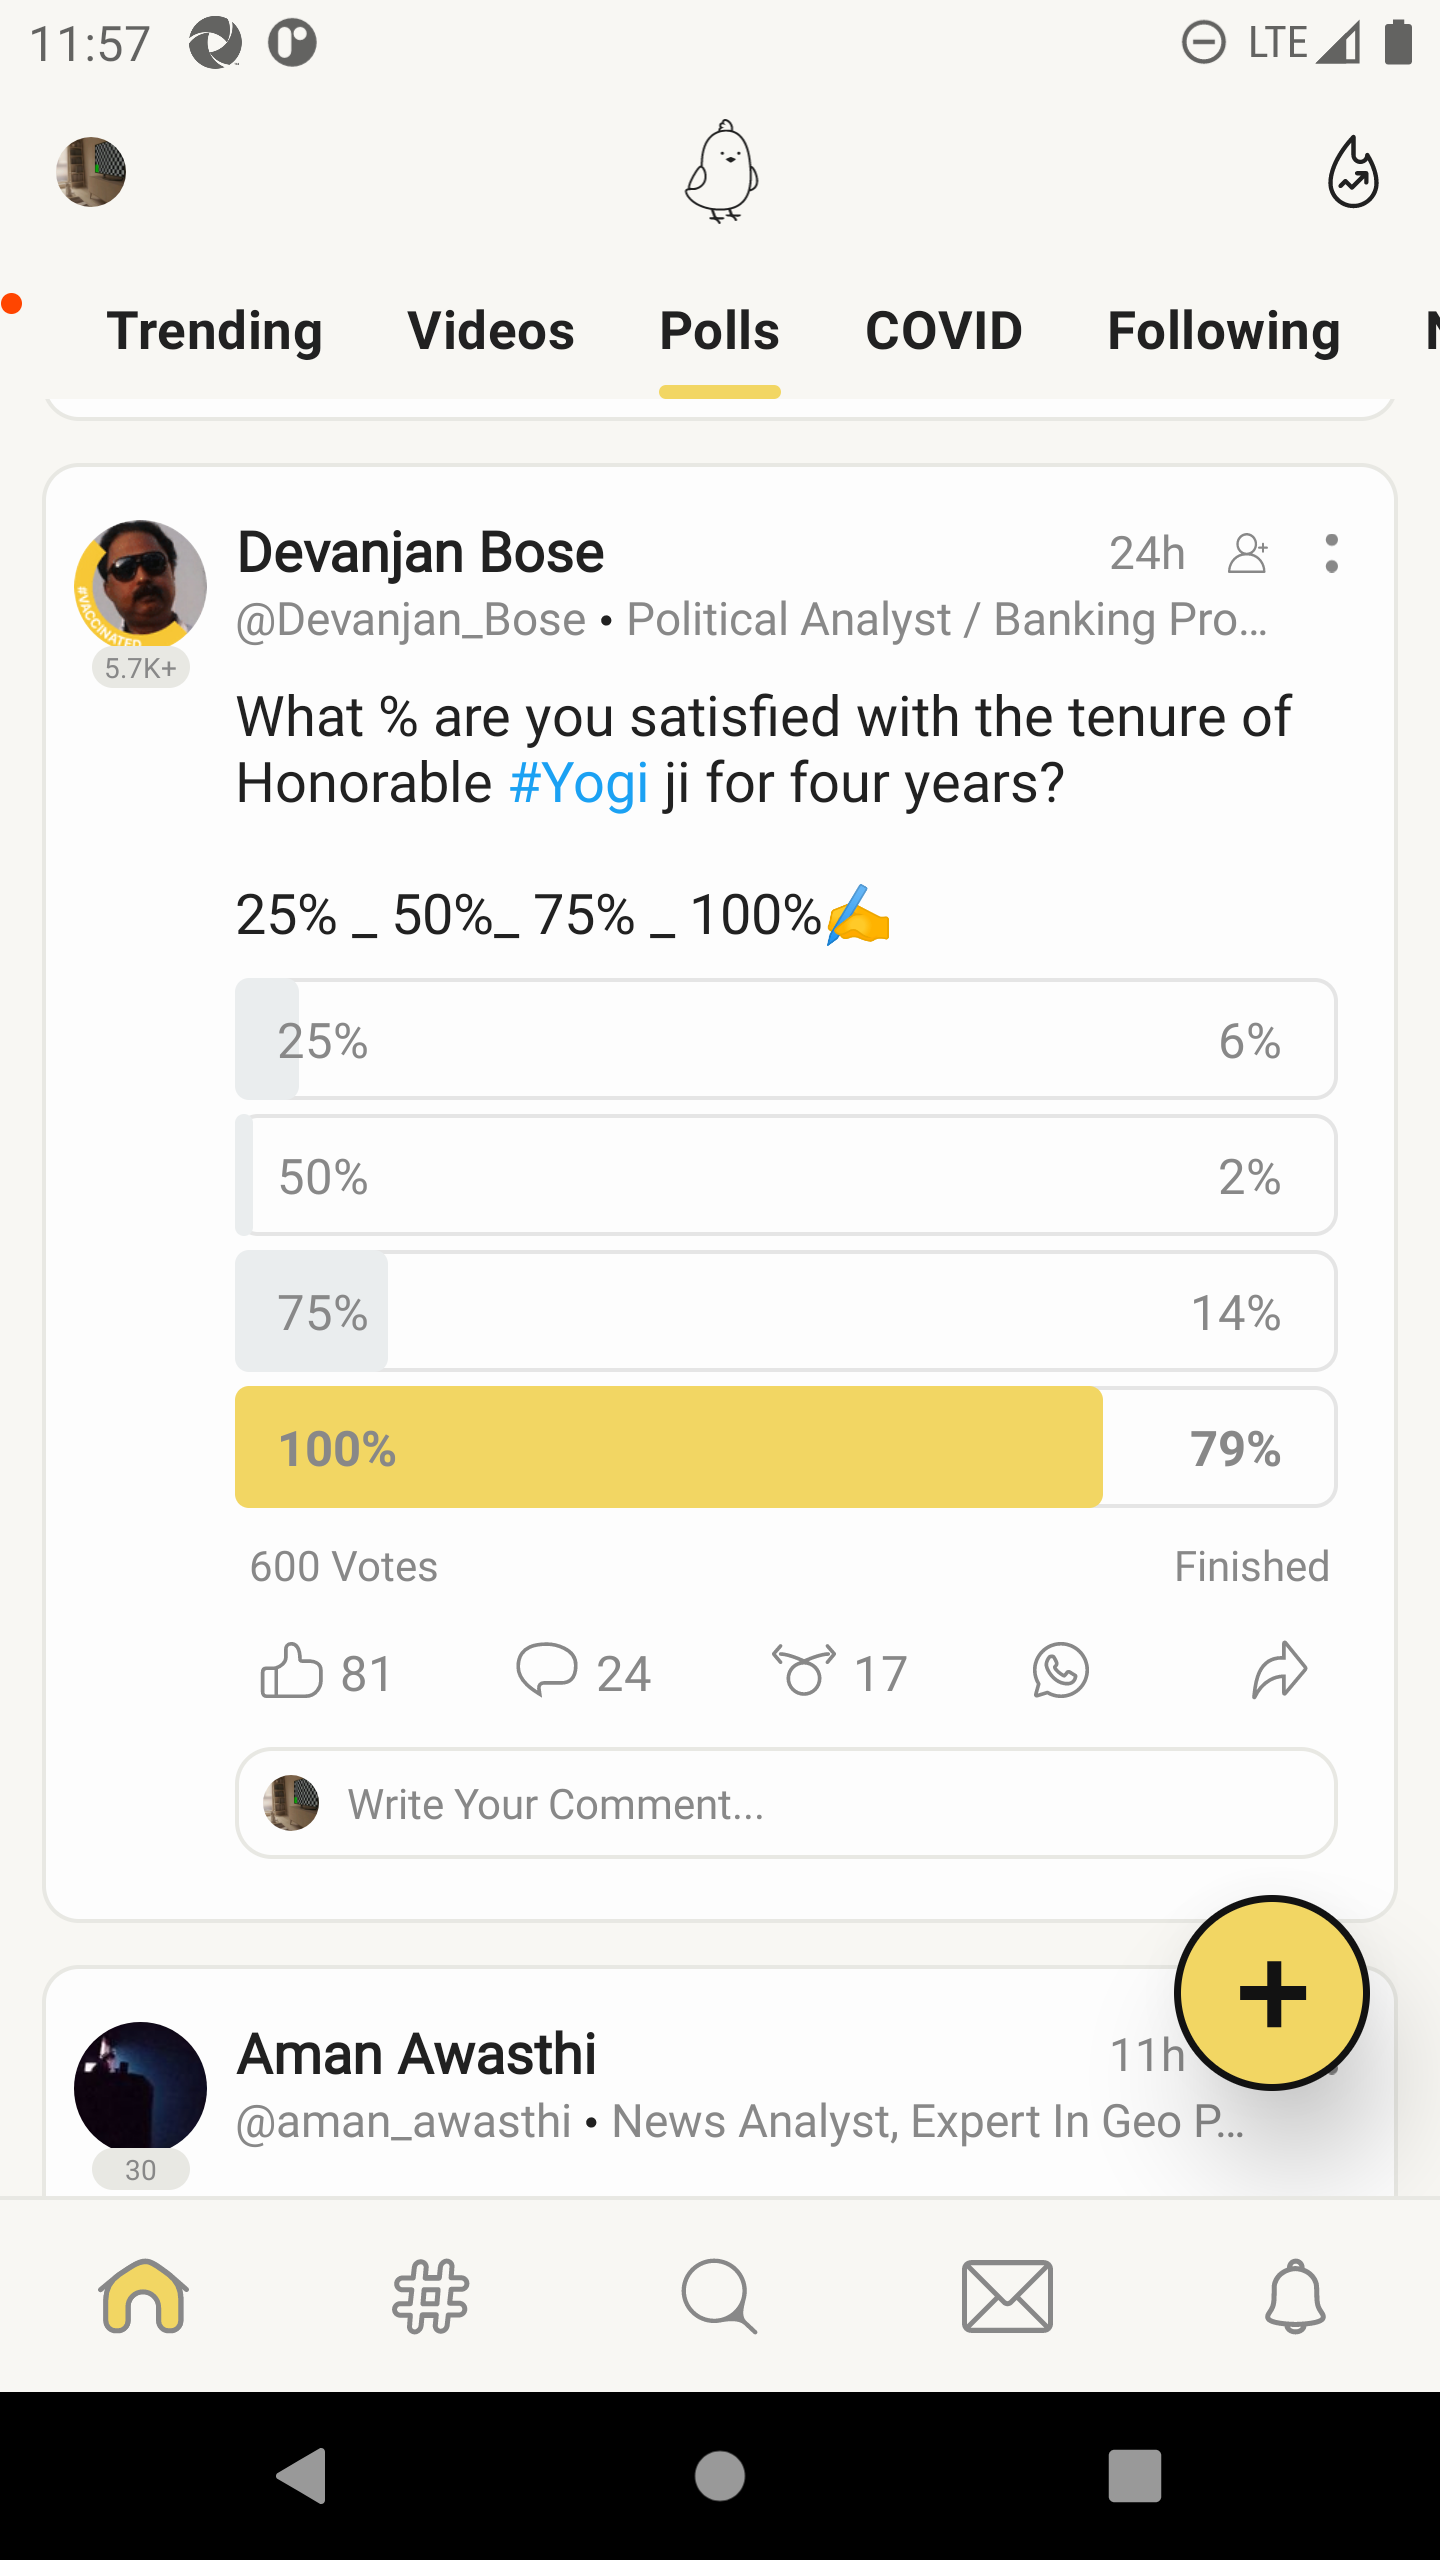 11:57
LTE
Trending Videos Polls COVID Following
Devanjan Bose 24h
#VACCINATED
@Devanjan_Bose • Political Analyst / Banking Pro...
5.7K+
What % are you satisfied with the tenure of
Honorable #Yogi ji for four years?
25% _ 50%_ 75% _ 100%✍
25% 6%
50% 2%
75% 14%
100% 79%
600 Votes Finished
81 24 17
Write Your Comment...
Aman Awasthi 11h
@aman_awasthi • News Analyst, Expert In Geo P...
30